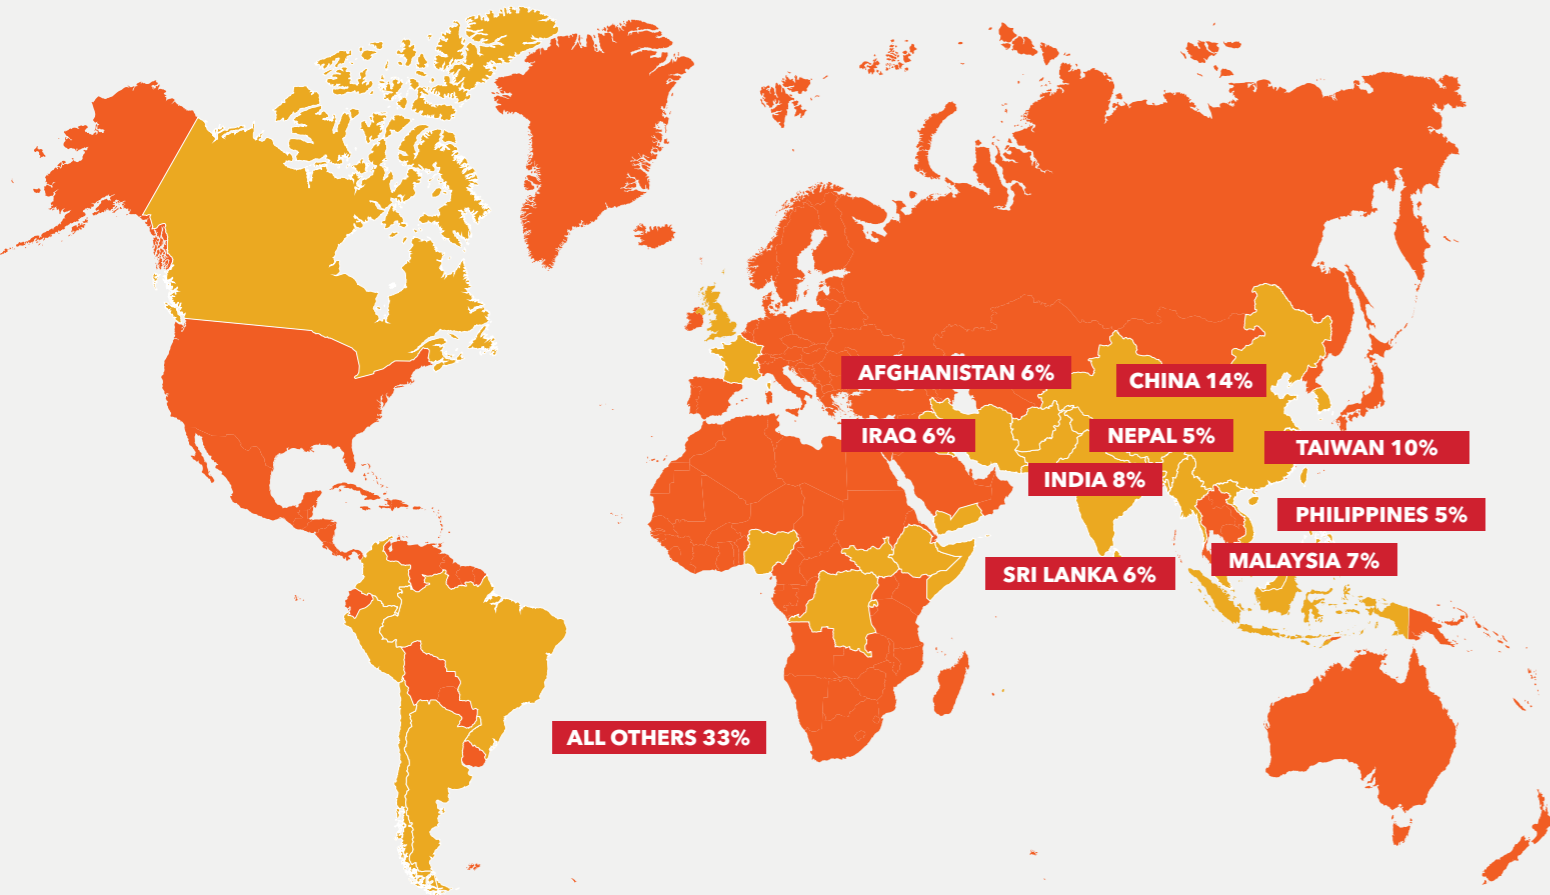 AFGHANISTAN 6%
CHINA 14%
IRAQ 6%
NEPAL 5%
TAIWAN 10%
INDIA 8%
PHILIPPINES 5%
MALAYSIA 7%
SRI LANKA 6%
ALL OTHERS 33%